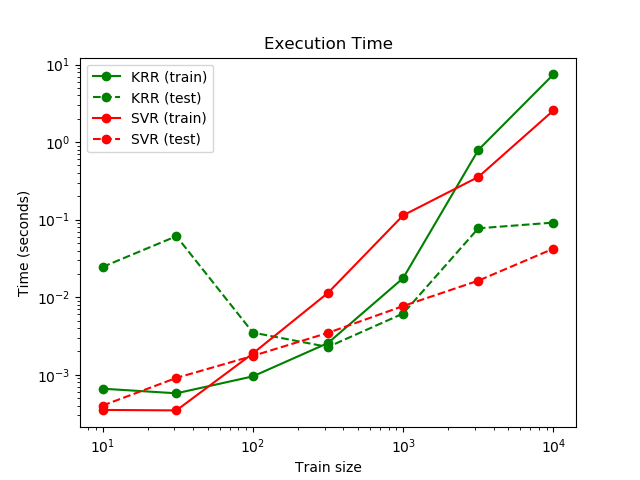 Execution Time
KRR (train)
KRR (test)
SVR (train)
SVR (test)
Time (seconds)
10¹
10⁰
10⁻¹
10⁻²
10⁻³
10¹
10²
10³
10⁴
Train size